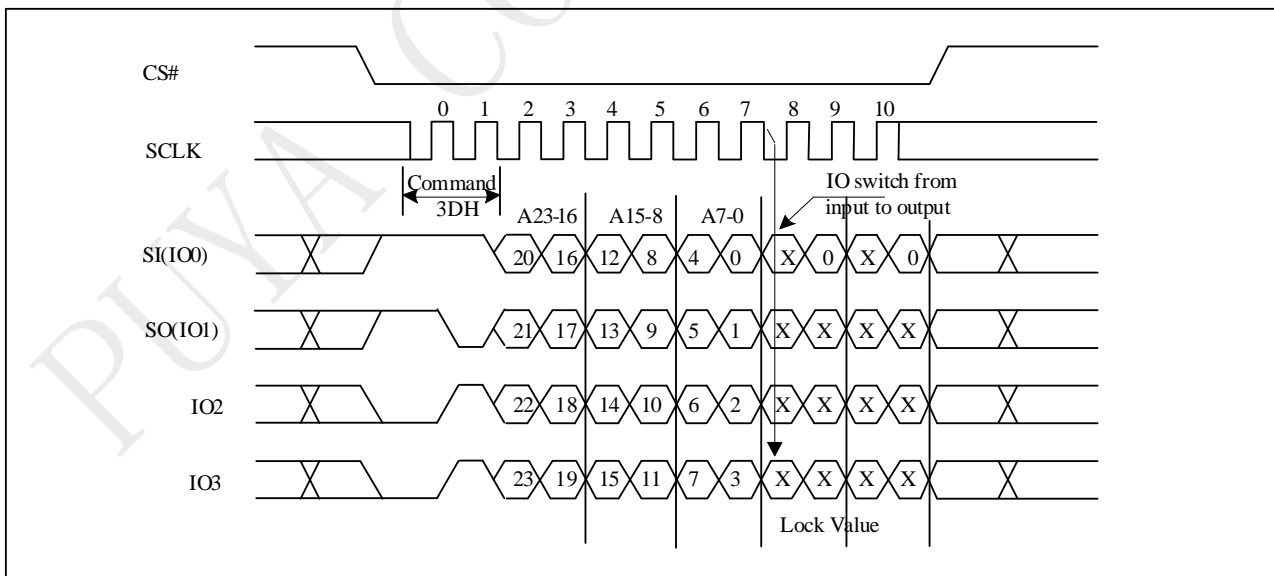 PUYA CO
CS#
0 1 2 3 4 5 6 7 8 9 10
SCLK
Command
3DH
IO switch from
input to output
A23-16 A15-8 A7-0
SI(IO0) 20 16 12 8 4 0 X 0 X 0
SO(IO1) 21 17 13 9 5 1 X X X X
IO2 22 18 14 10 6 2 X X X X
IO3 23 19 15 11 7 3 X X X X
Lock Value